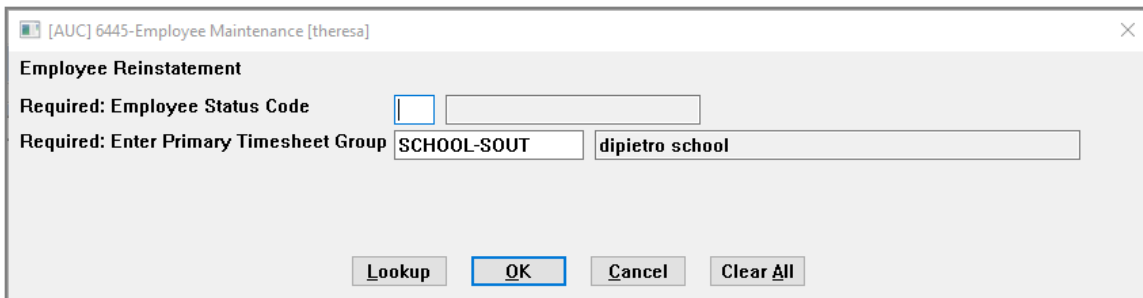 [AUC] 6445-Employee Maintenance [theresa]
Employee Reinstatement
Required: Employee Status Code
Required: Enter Primary Timesheet Group SCHOOL-SOUT dipietro school
Lookup OK Cancel Clear All